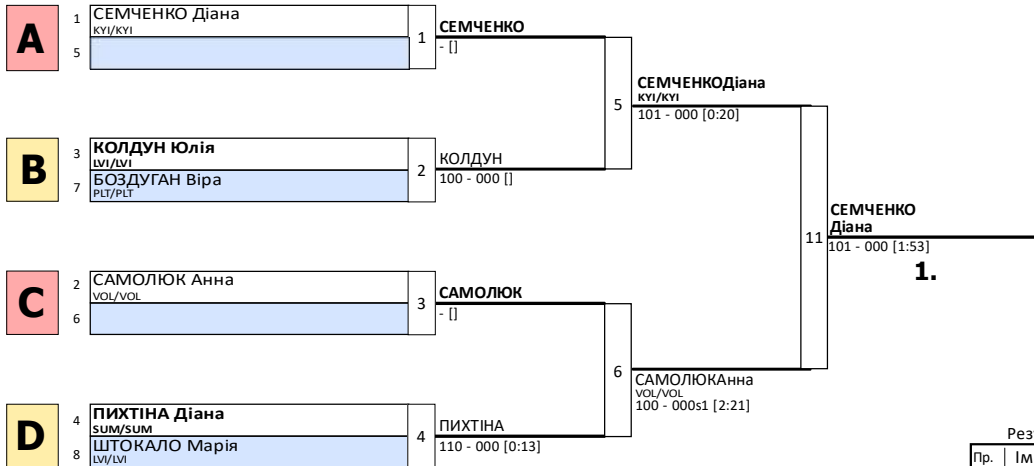 A
1 СЕМЧЕНКО Діана
KYI/KYI
5
1
СЕМЧЕНКО
- []
B
3 КОЛДУН Юлія
LVI/LVI
7 БОЗДУГАН Віра
PLT/PLT
2
КОЛДУН
100 - 000 []
5
СЕМЧЕНКОДіана
KYI/KYI
101 - 000 [0:20]
C
2 САМОЛЮК Анна
VOL/VOL
6
3
САМОЛЮК
- []
D
4 ПИХТІНА Діана
SUM/SUM
8 ШТОКАЛО Марія
LVI/LVI
4
ПИХТІНА
110 - 000 [0:13]
6
САМОЛЮКАнна
VOL/VOL
100 - 000s1 [2:21]
11
СЕМЧЕНКО
Діана
101 - 000 [1:53]
1.
Рез
Пр. Ім